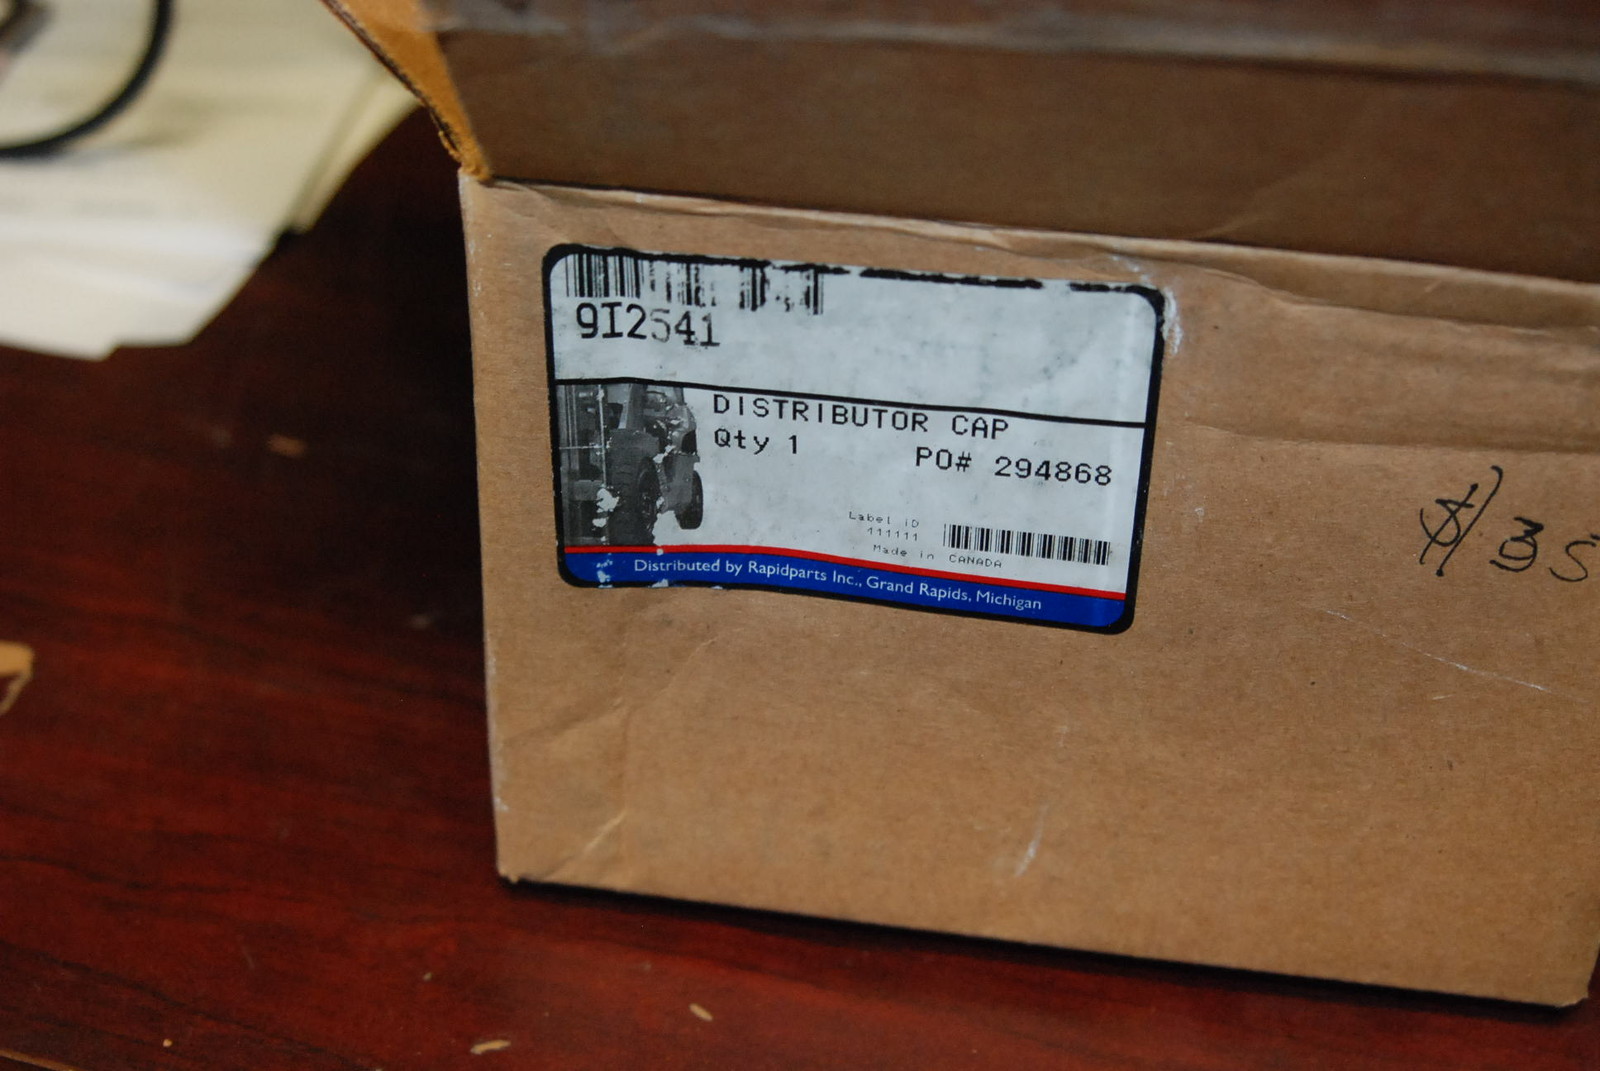 9I2541
DISTRIBUTOR CAP
Qty 1
PO# 294868
Label iD
111111
Made in CANADA
Distributed by Rapidparts Inc., Grand Rapids, Michigan
$ 35